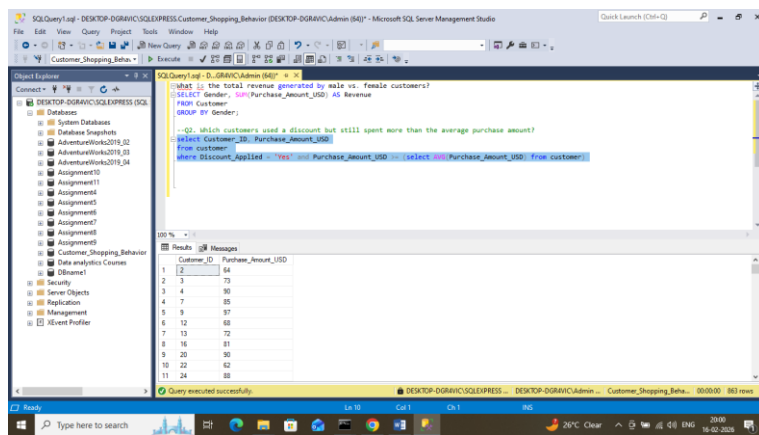 SQLQuery1.sql - DESKTOP-DGR4VIC\SQLEXPRESS.Customer_Shopping_Behavior (DESKTOP-DGR4VIC\Admin (64))* - Microsoft SQL Server Management Studio
Quick Launch (Ctrl+Q)
File Edit View Query Project Tools Window Help
New Query
Customer_Shopping_Behav
Execute
Object Explorer
SQLQuery1.sql - D...GR4VIC\Admin (64))*
Connect
What is the total revenue generated by male vs. female customers?
SELECT Gender, SUM(Purchase_Amount_USD) AS Revenue
FROM Customer
GROUP BY Gender;
--Q2. Which customers used a discount but still spent more than the average purchase amount?
select Customer_ID, Purchase_Amount_USD
from customer
where Discount_Applied = 'Yes' and Purchase_Amount_USD >= (select AVG(Purchase_Amount_USD) from customer)
DESKTOP-DGR4VIC\SQLEXPRESS (SQL
Databases
System Databases
Database Snapshots
AdventureWorks2019_02
AdventureWorks2019_03
AdventureWorks2019_04
Assignment10
Assignment11
Assignment4
Assignment5
Assignment6
Assignment7
Assignment8
Assignment9
Customer_Shopping_Behavior
Data analystics Courses
DBname1
Security
Server Objects
Replication
Management
XEvent Profiler
100 %
Results Messages
Customer_ID Purchase_Amount_USD
1 2 64
2 3 73
3 4 90
4 7 85
5 9 97
6 12 68
7 13 72
8 16 81
9 20 90
10 22 62
11 24 88
Query executed successfully.
DESKTOP-DGR4VIC\SQLEXPRESS ... DESKTOP-DGR4VIC\Admin ... Customer_Shopping_Beha... 00:00:00 863 rows
Ready Ln 10 Col 1 Ch 1 INS
Type here to search
26°C Clear
ENG
20:00
16-02-2026